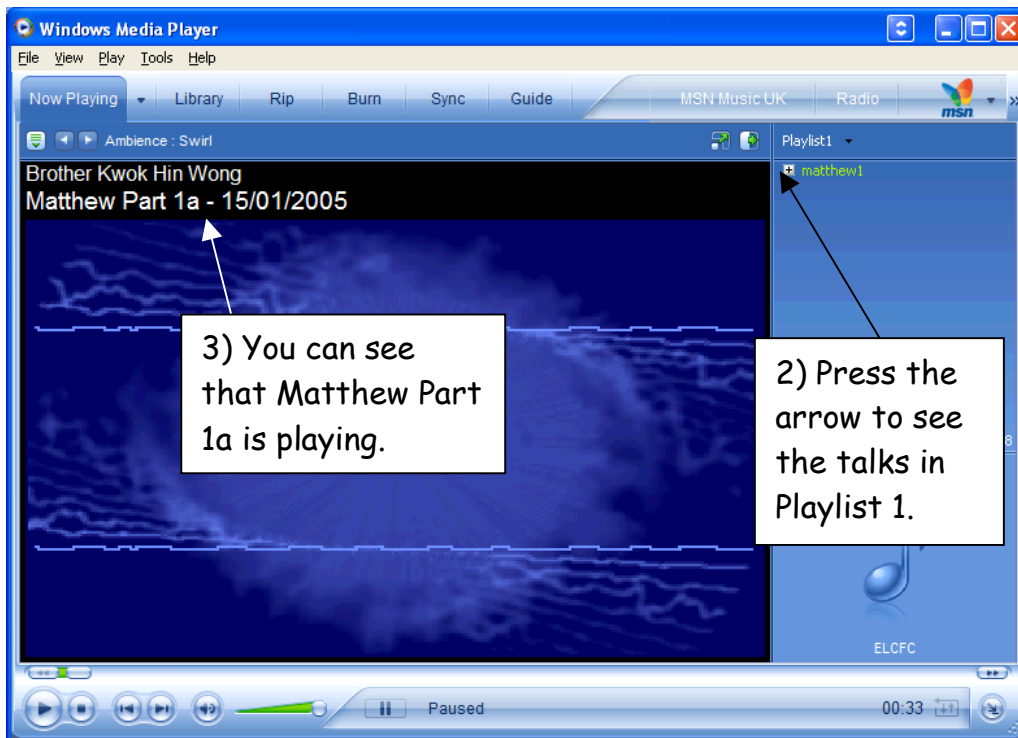 Windows Media Player
File View Play Tools Help
Now Playing Library Rip Burn Sync Guide MSN Music UK Radio msn
Ambience : Swirl Playlist1
Brother Kwok Hin Wong
Matthew Part 1a - 15/01/2005
matthew1
3) You can see
that Matthew Part
1a is playing.
2) Press the
arrow to see
the talks in
Playlist 1.
8
ELCFC
Paused 00:33